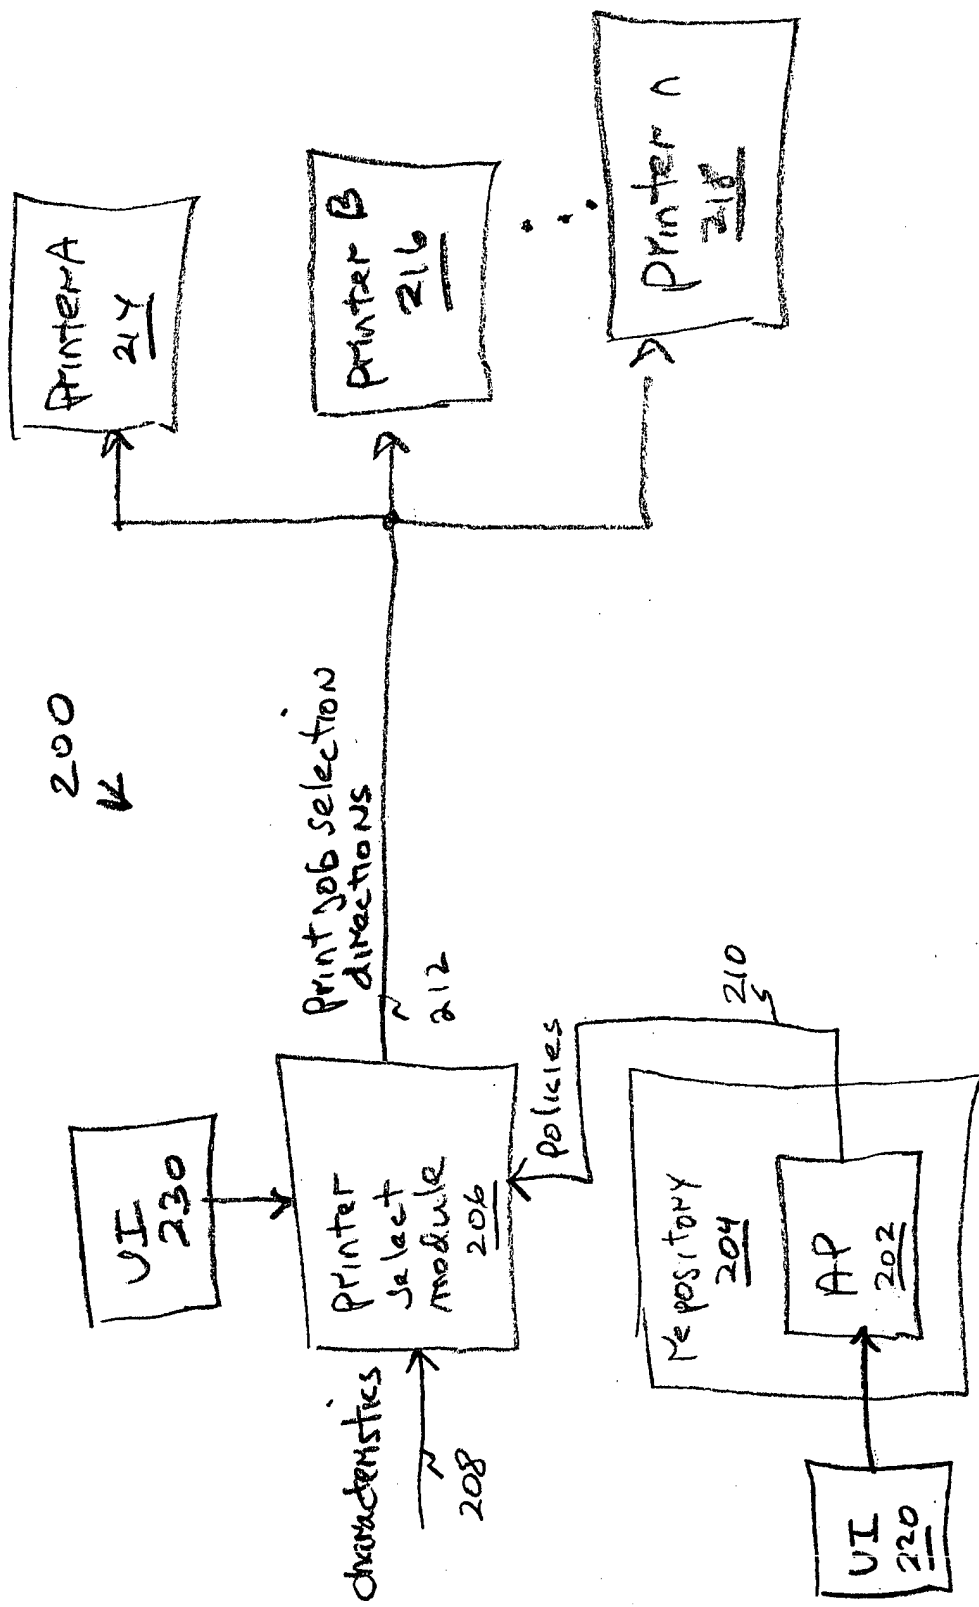 200
UI
230
characteristics
208
Printer
select
module
206
Print job selection
directions
212
Policies
210
repository
204
AP
202
UI
220
Printer A
214
Printer B
216
Printer n
218